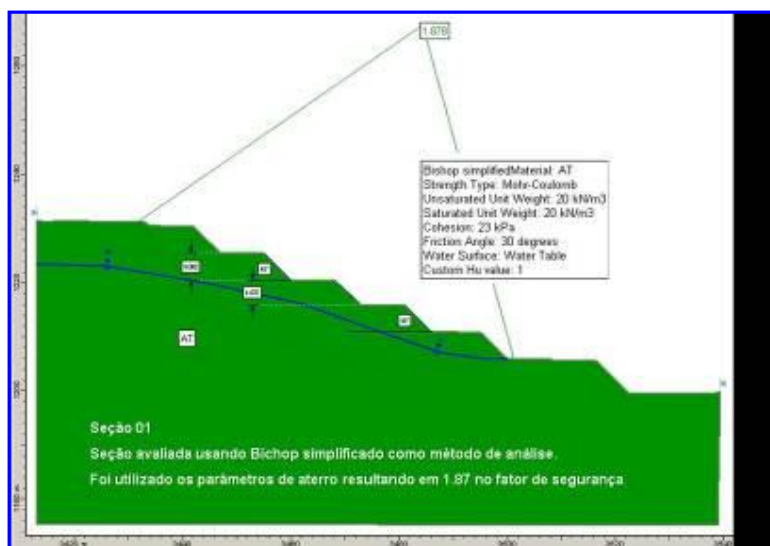 1.878
Bishop simplifiedMaterial: AT
Strength Type: Mohr-Coulomb
Unsaturated Unit Weight: 20 kN/m3
Saturated Unit Weight: 20 kN/m3
Cohesion: 23 kPa
Friction Angle: 30 degrees
Water Surface: Water Table
Custom Hu value: 1
AT
Seção 01
Seção avaliada usando Bichop simplificado como método de análise.
Foi utilizado os parâmetros de aterro resultando em 1.87 no fator de segurança